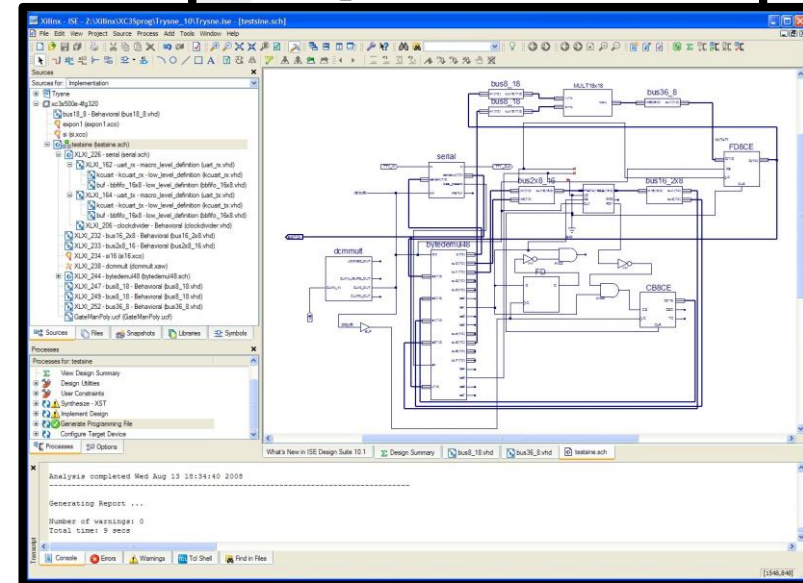 Xilinx - ISE - Z:\Xilinx\XC3Sprog\Trysne_10\Trysne.ise - [testsine.sch]
File Edit View Project Source Process Add Tools Window Help
Sources
Sources for: Implementation
Trysne
xc3s500e-4fg320
bus18_8 - Behavioral (bus18_8.vhd)
expon1 (expon1.xco)
si (si.xco)
testsine (testsine.sch)
XLXI_226 - serial (serial.sch)
XLXI_162 - uart_rx - macro_level_definition (uart_rx.vhd)
kcuart - kcuart_rx - low_level_definition (kcuart_rx.vhd)
buf - bbfifo_16x8 - low_level_definition (bbfifo_16x8.vhd)
XLXI_164 - uart_tx - macro_level_definition (uart_tx.vhd)
kcuart - kcuart_tx - low_level_definition (kcuart_tx.vhd)
buf - bbfifo_16x8 - low_level_definition (bbfifo_16x8.vhd)
XLXI_206 - clockdivider - Behavioral (clockdivider.vhd)
XLXI_232 - bus16_2x8 - Behavioral (bus16_2x8.vhd)
XLXI_233 - bus2x8_16 - Behavioral (bus2x8_16.vhd)
XLXI_234 - si16 (si16.xco)
XLXI_238 - dcmmult (dcmmult.xaw)
XLXI_244 - bytedemul48 (bytedemul48.sch)
XLXI_247 - bus8_18 - Behavioral (bus8_18.vhd)
XLXI_249 - bus8_18 - Behavioral (bus8_18.vhd)
XLXI_252 - bus36_8 - Behavioral (bus36_8.vhd)
GateManPoly.ucf (GateManPoly.ucf)
Sources Files Snapshots Libraries Symbols
Processes
Processes for: testsine
View Design Summary
Design Utilities
User Constraints
Synthesize - XST
Implement Design
Generate Programming File
Configure Target Device
Processes Sill Options
bus8_18
MULT18x18
bus36_8
bus8_18
FD8CE
serial
bus2x8_16
bus16_2x8
dcmmult
bytedemul48
FD
CB8CE
What's New in ISE Design Suite 10.1 Design Summary bus8_18.vhd bus36_8.vhd testsine.sch
Analysis completed Wed Aug 13 18:34:40 2008
Generating Report ...
Number of warnings: 0
Total time: 9 secs
Transcript
Console Errors Warnings Tcl Shell Find in Files
[1548,848]